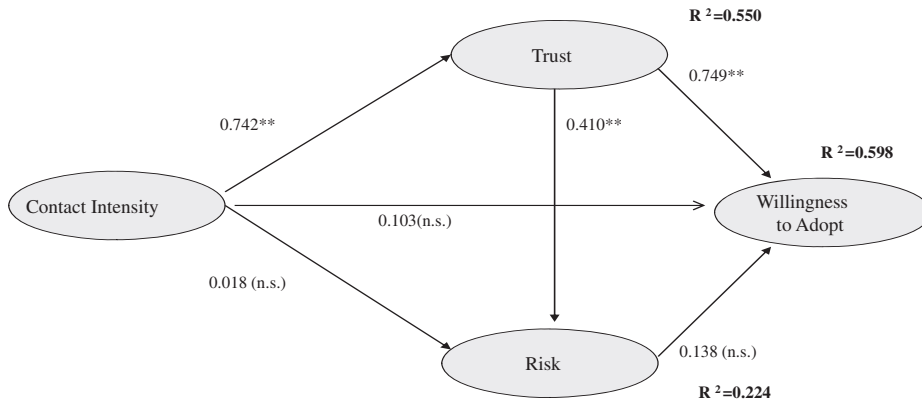 R ²=0.550
Trust
0.742**
0.749**
0.410**
R ²=0.598
Contact Intensity
Willingness
to Adopt
0.103(n.s.)
0.018 (n.s.)
Risk
0.138 (n.s.)
R ²=0.224